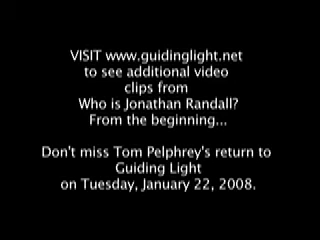 VISIT www.guidinglight.net
to see additional video
clips from
Who is Jonathan Randall?
From the beginning...
Don't miss Tom Pelphrey's return to
Guiding Light
on Tuesday, January 22, 2008.